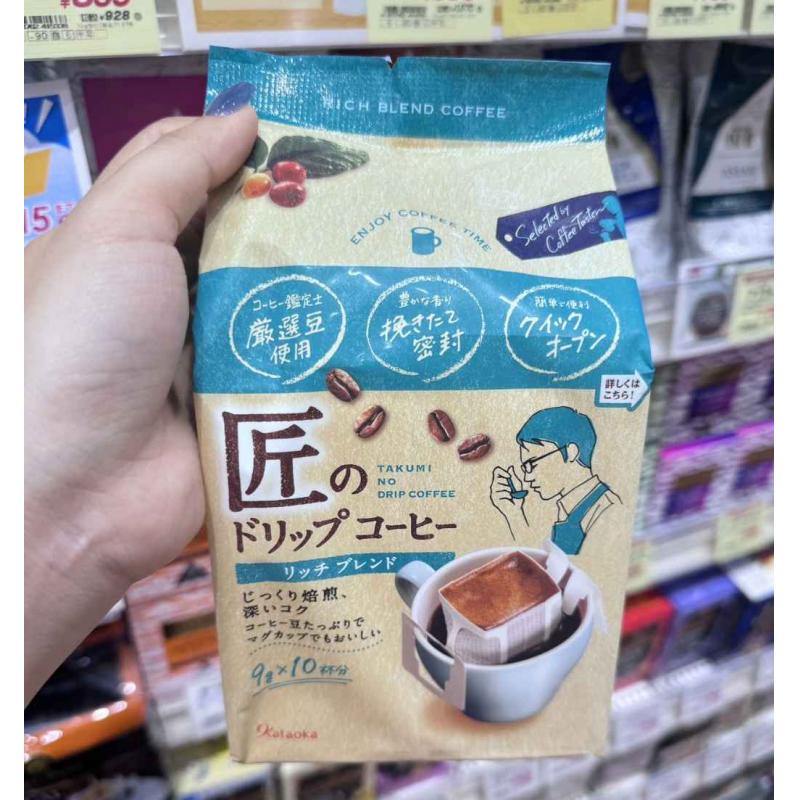 ¥928
RICH BLEND COFFEE
ENJOY COFFEE TIME
Selected by
Coffee Taster
コーヒー鑑定士
厳選豆
使用
豊かな香り
挽きたて
密封
簡単で便利
クイック
オープン
詳しくは
こちら!
匠の
TAKUMI
NO
DRIP COFFEE
ドリップコーヒー
リッチ ブレンド
じっくり焙煎、
深いコク
コーヒー豆たっぷりで
マグカップでもおいしい
9g×10杯分
Kataoka
15
ASSAM